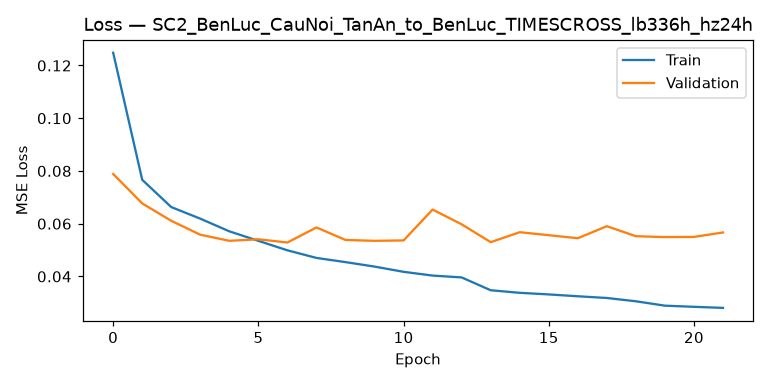 Loss — SC2_BenLuc_CauNoi_TanAn_to_BenLuc_TIMESCROSS_lb336h_hz24h
Train
Validation
MSE Loss
0.12
0.10
0.08
0.06
0.04
0 5 10 15 20
Epoch